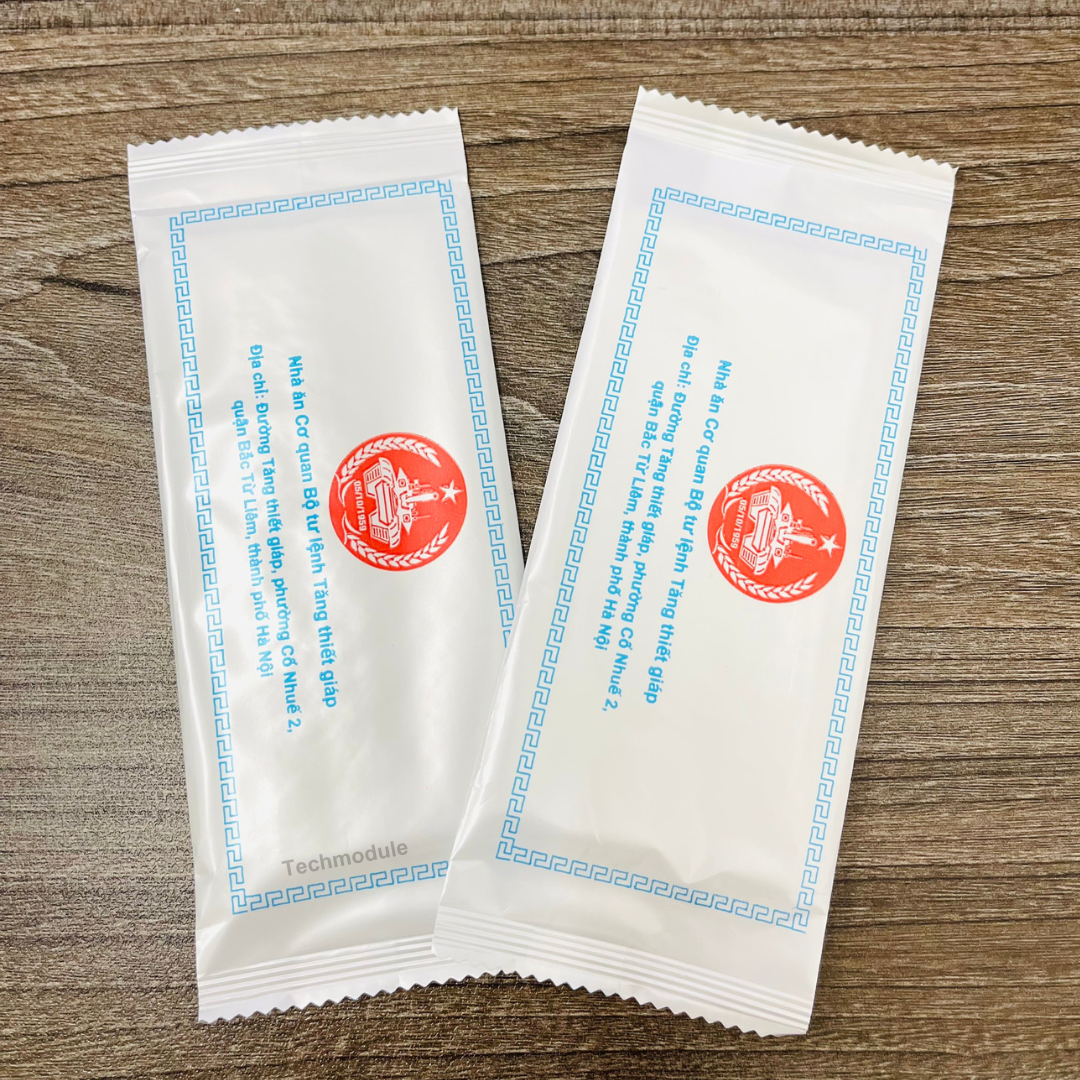 05/10/1959
Nhà ăn Cơ quan Bộ tư lệnh Tăng thiết giáp
Địa chỉ: Đường Tăng thiết giáp, phường Cổ Nhuế 2,
quận Bắc Từ Liêm, thành phố Hà Nội
Techmodule
05/10/1959
Nhà ăn Cơ quan Bộ tư lệnh Tăng thiết giáp
Địa chỉ: Đường Tăng thiết giáp, phường Cổ Nhuế 2,
quận Bắc Từ Liêm, thành phố Hà Nội